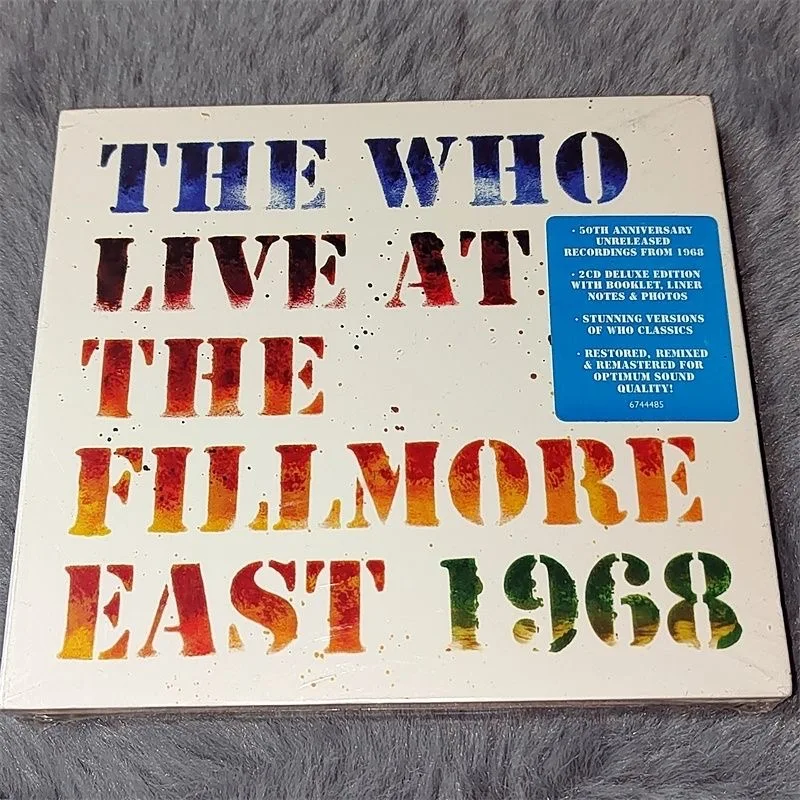 THE WHO
LIVE AT
THE
FILLMORE
EAST 1968
· 50TH ANNIVERSARY
UNRELEASED
RECORDINGS FROM 1968
· 2CD DELUXE EDITION
WITH BOOKLET, LINER
NOTES & PHOTOS
· STUNNING VERSIONS
OF WHO CLASSICS
· RESTORED, REMIXED
& REMASTERED FOR
OPTIMUM SOUND
QUALITY!
6744485